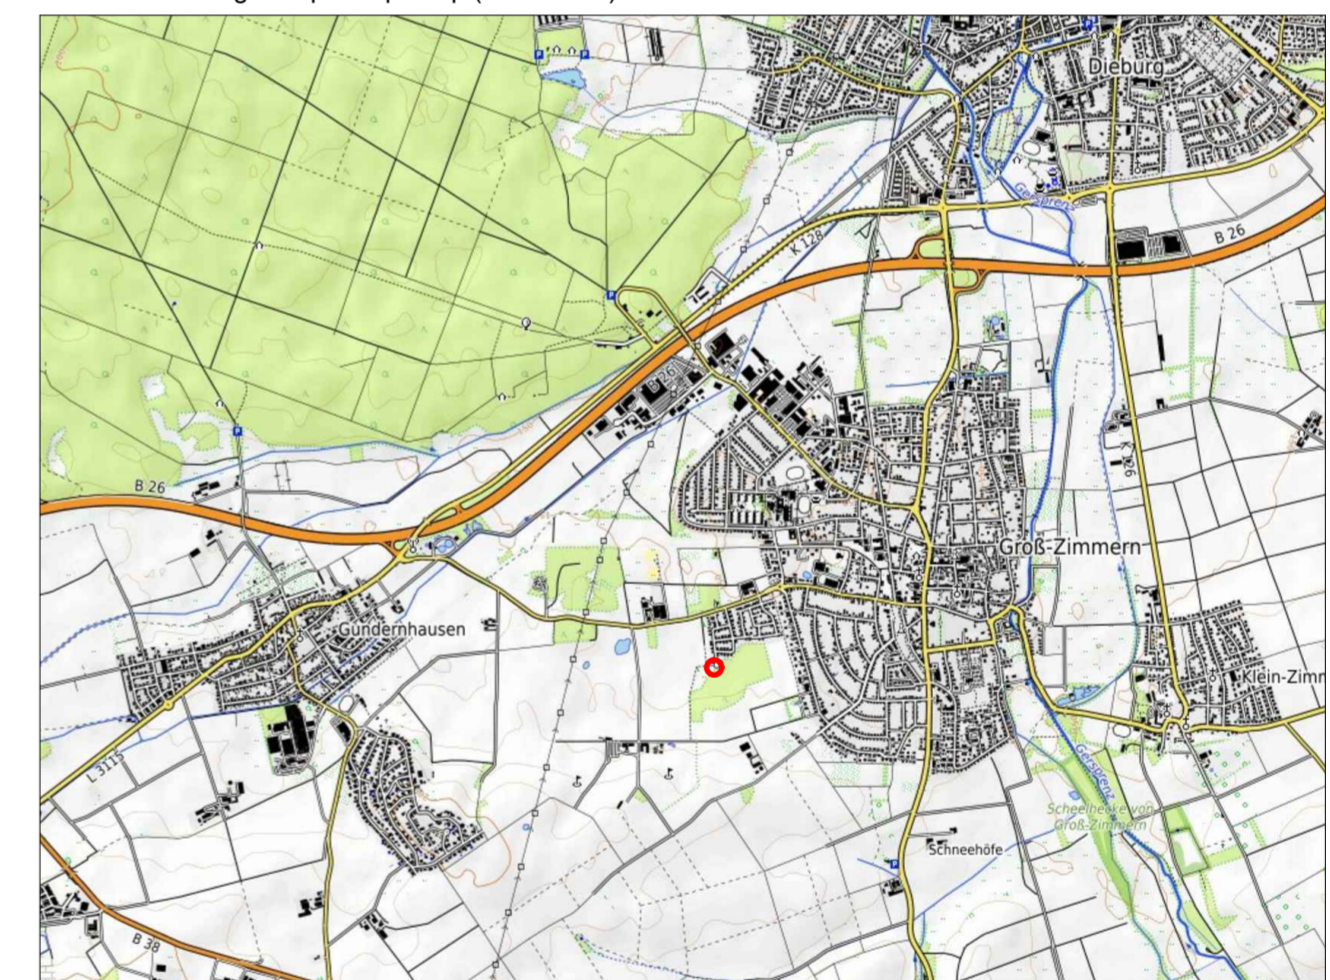 Dieburg
Gersprenz
K 128
B 26
B 26
B 26
K 126
Groß-Zimmern
Gundernhausen
Klein-Zimm
L 3115
Gersprenz
Scheelhecke von
Groß-Zimmern
Schneehöfe
B 38